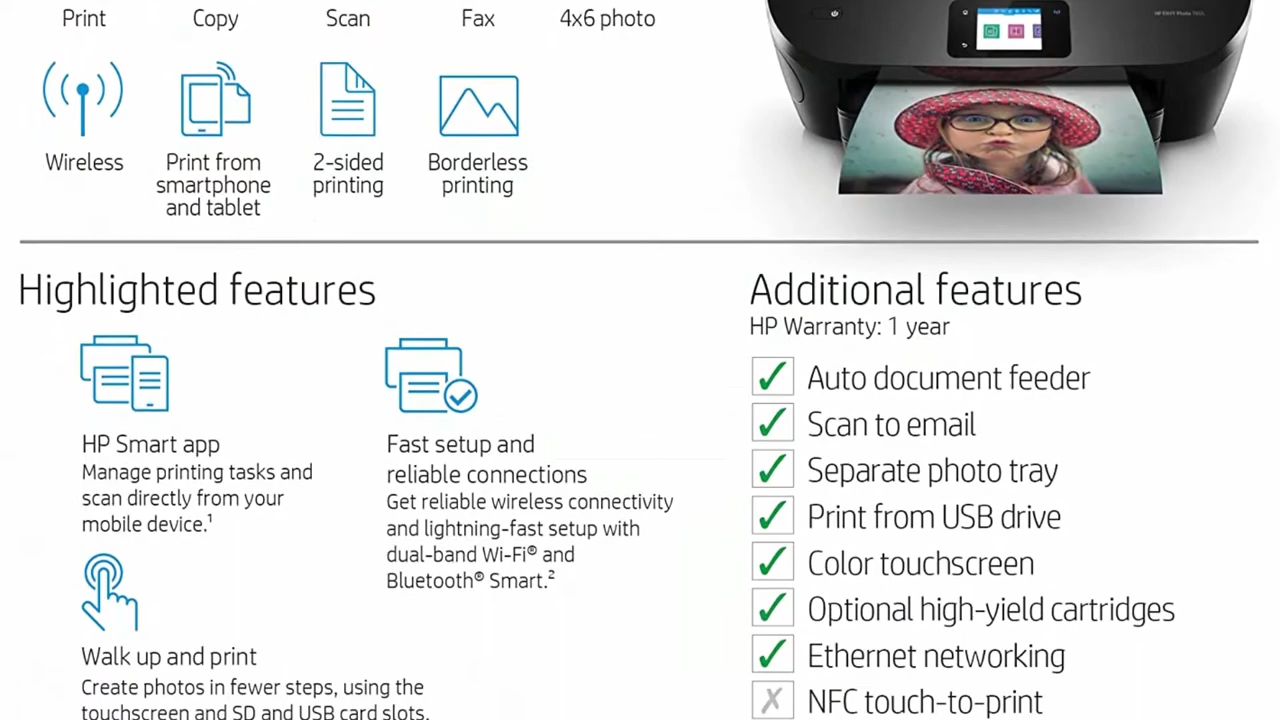 Print
Copy
Scan
Fax
4x6 photo
Wireless
Print from
smartphone
and tablet
2-sided
printing
Borderless
printing
Highlighted features
HP Smart app
Manage printing tasks and
scan directly from your
mobile device.¹
Fast setup and
reliable connections
Get reliable wireless connectivity
and lightning-fast setup with
dual-band Wi-Fi® and
Bluetooth® Smart.²
Walk up and print
Create photos in fewer steps, using the
touchscreen and SD and USB card slots.
Additional features
HP Warranty: 1 year
Auto document feeder
Scan to email
Separate photo tray
Print from USB drive
Color touchscreen
Optional high-yield cartridges
Ethernet networking
NFC touch-to-print